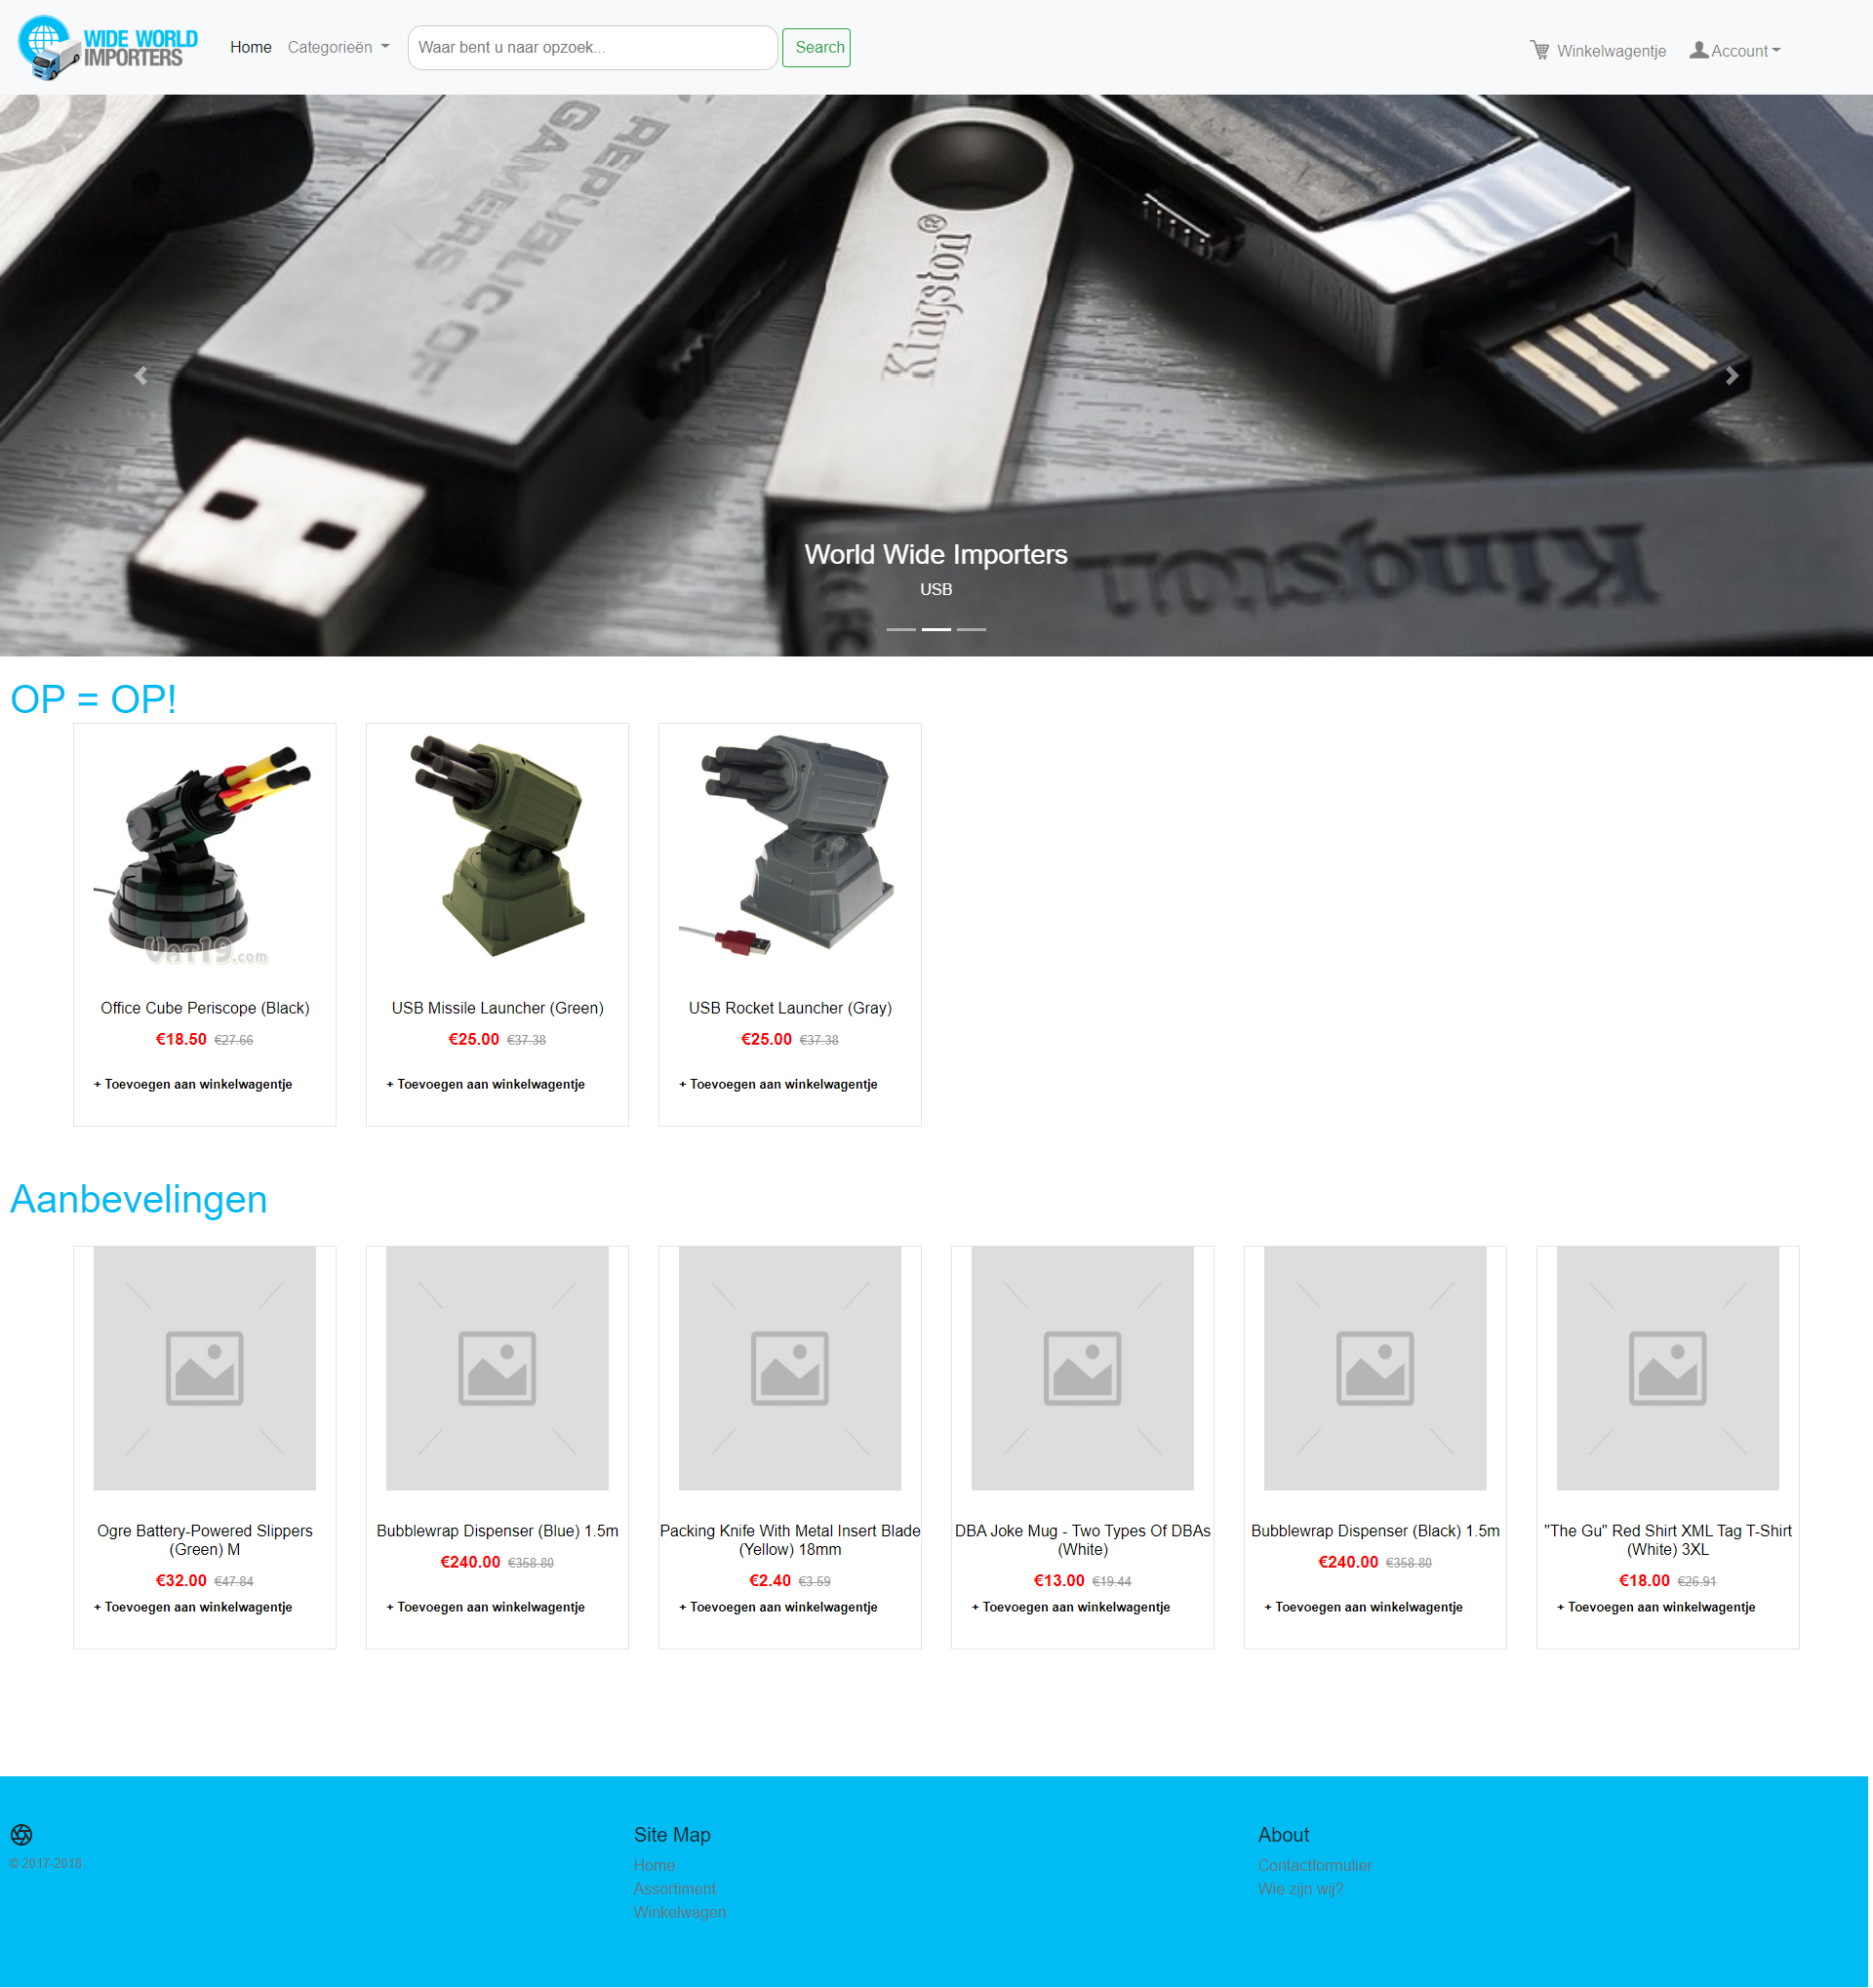 WIDE WORLD
IMPORTERS
Home
Categorieën
Waar bent u naar opzoek...
Search
Winkelwagentje
Account
REPUBLIC OF
GAMERS
Kingston®
Kingston
World Wide Importers
USB
OP = OP!
Vat19.com
Office Cube Periscope (Black)
€18.50 €27.66
+ Toevoegen aan winkelwagentje
USB Missile Launcher (Green)
€25.00 €37.38
+ Toevoegen aan winkelwagentje
USB Rocket Launcher (Gray)
€25.00 €37.38
+ Toevoegen aan winkelwagentje
Aanbevelingen
Ogre Battery-Powered Slippers
(Green) M
€32.00 €47.84
+ Toevoegen aan winkelwagentje
Bubblewrap Dispenser (Blue) 1.5m
€240.00 €358.80
+ Toevoegen aan winkelwagentje
Packing Knife With Metal Insert Blade
(Yellow) 18mm
€2.40 €3.59
+ Toevoegen aan winkelwagentje
DBA Joke Mug - Two Types Of DBAs
(White)
€13.00 €19.44
+ Toevoegen aan winkelwagentje
Bubblewrap Dispenser (Black) 1.5m
€240.00 €358.80
+ Toevoegen aan winkelwagentje
"The Gu" Red Shirt XML Tag T-Shirt
(White) 3XL
€18.00 €26.91
+ Toevoegen aan winkelwagentje
© 2017-2018
Site Map
Home
Assortiment
Winkelwagen
About
Contactformulier
Wie zijn wij?